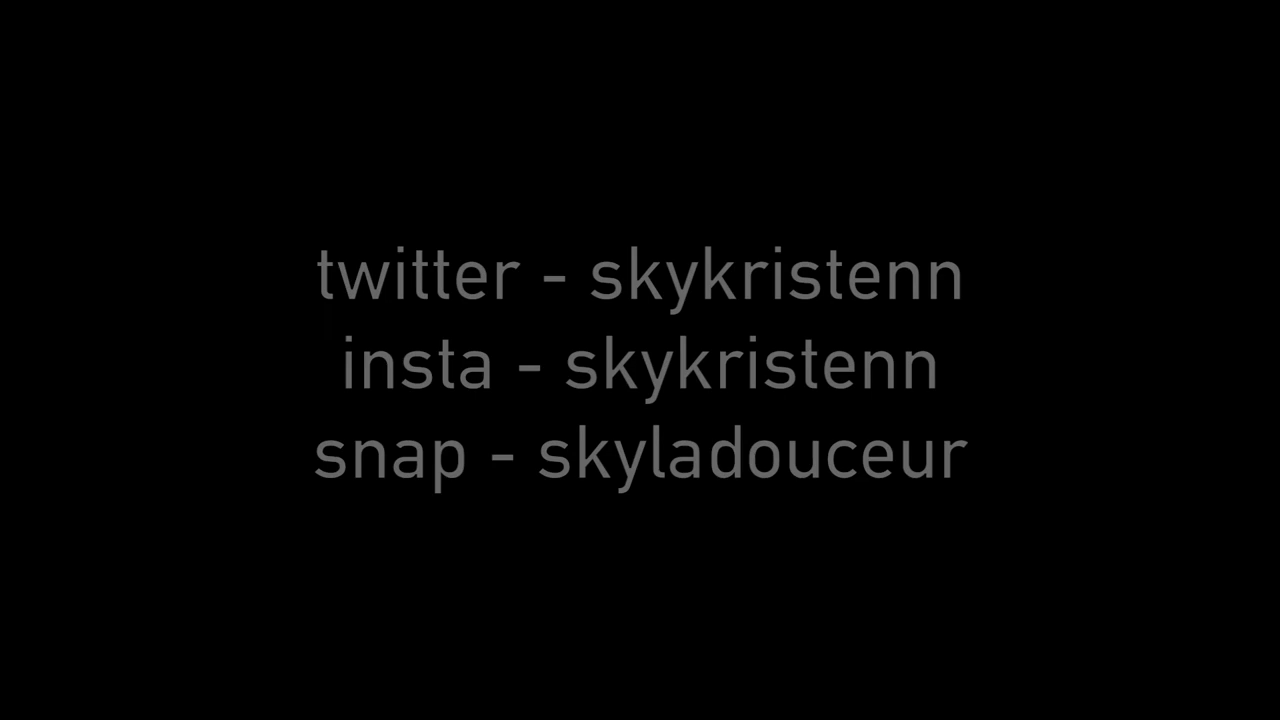 twitter - skykristenn
insta - skykristenn
snap - skyladouceur